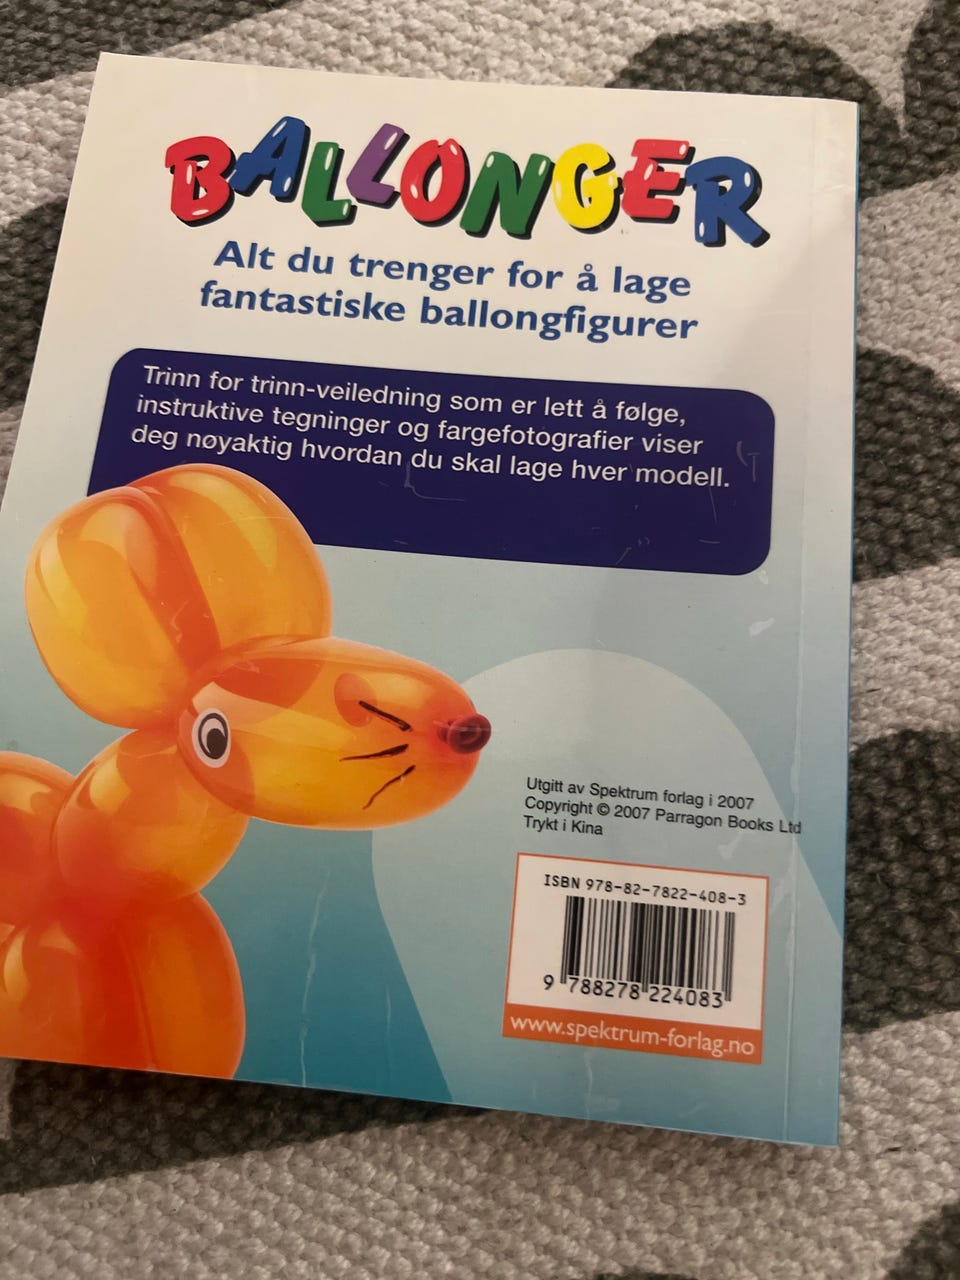 BALLONGER
Alt du trenger for å lage
fantastiske ballongfigurer
Trinn for trinn-veiledning som er lett å følge,
instruktive tegninger og fargefotografier viser
deg nøyaktig hvordan du skal lage hver modell.
Utgitt av Spektrum forlag i 2007
Copyright © 2007 Parragon Books Ltd
Trykt i Kina
ISBN 978-82-7822-408-3
9 788278 224083
www.spektrum-forlag.no